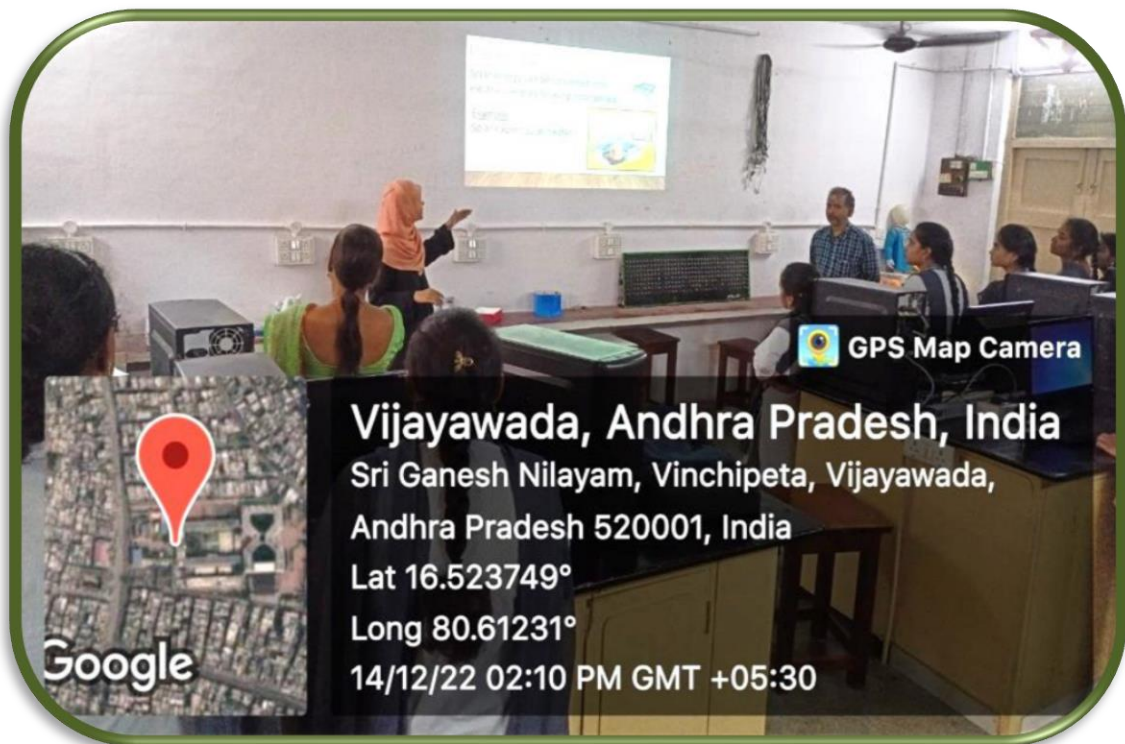 GPS Map Camera
Vijayawada, Andhra Pradesh, India
Sri Ganesh Nilayam, Vinchipeta, Vijayawada,
Andhra Pradesh 520001, India
Lat 16.523749°
Long 80.61231°
14/12/22 02:10 PM GMT +05:30
Google